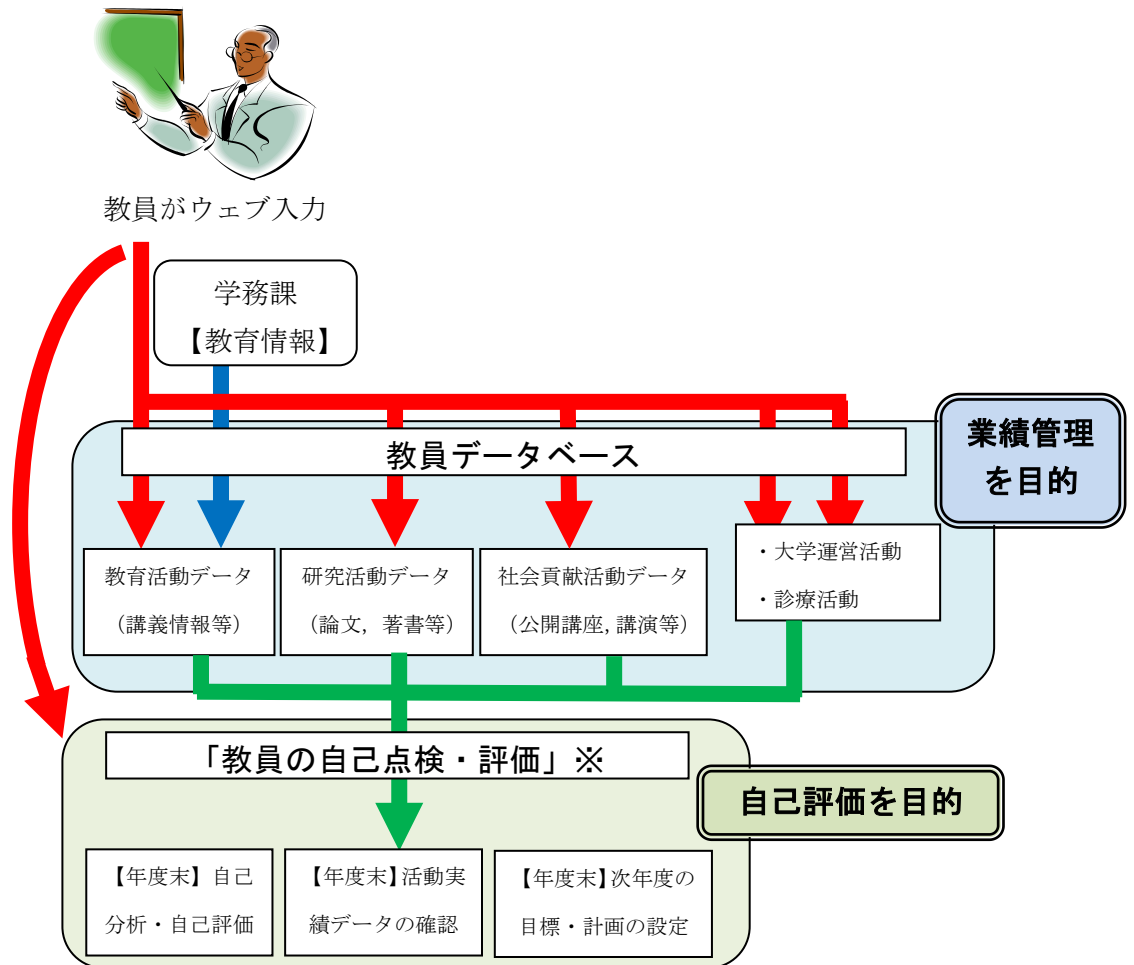 教員がウェブ入力
学務課
【教育情報】
業績管理
を目的
教員データベース
教育活動データ
（講義情報等）
研究活動データ
（論文，著書等）
社会貢献活動データ
（公開講座，講演等）
・大学運営活動
・診療活動
「教員の自己点検・評価」※
自己評価を目的
【年度末】自己
分析・自己評価
【年度末】活動実
績データの確認
【年度末】次年度の
目標・計画の設定